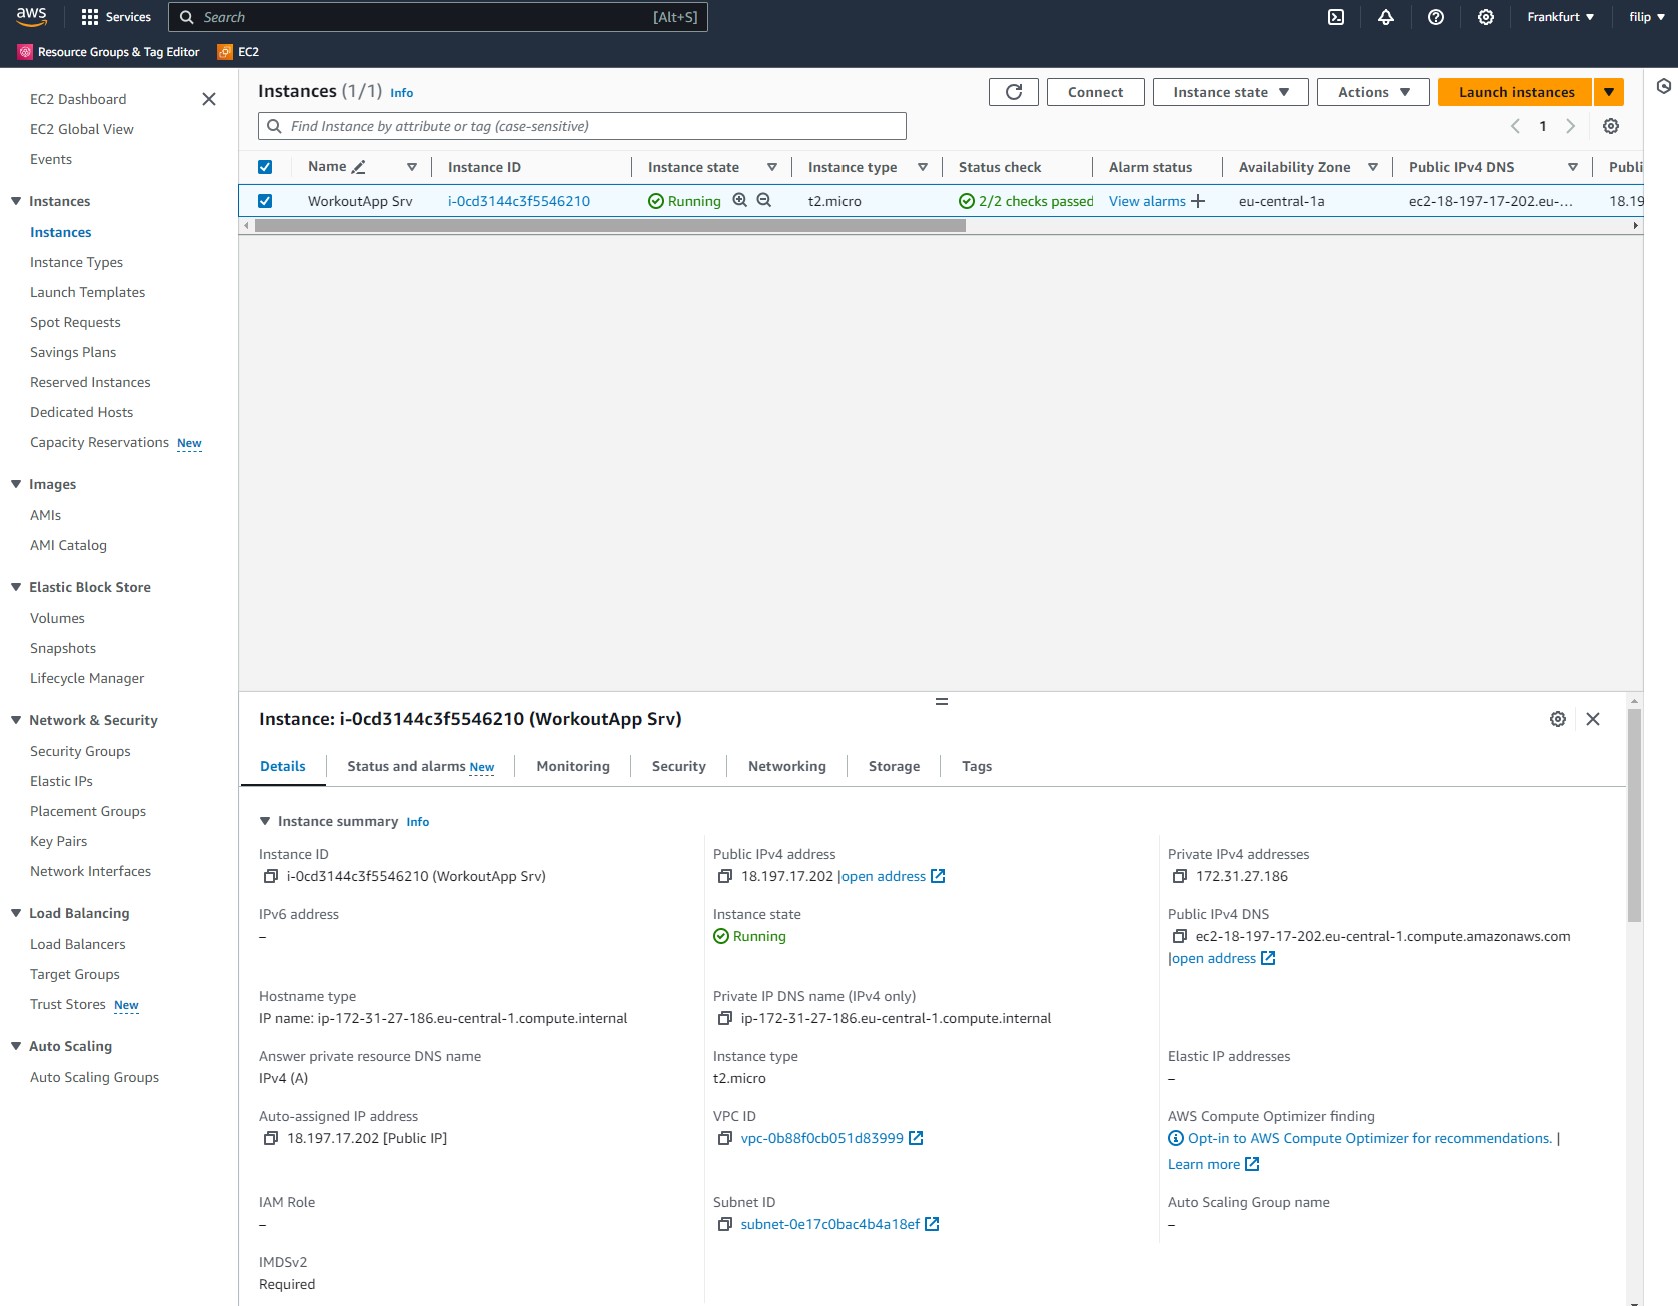 aws Services Search [Alt+S] Frankfurt filip
Resource Groups & Tag Editor EC2
EC2 Dashboard
EC2 Global View
Events
Instances
Instances
Instance Types
Launch Templates
Spot Requests
Savings Plans
Reserved Instances
Dedicated Hosts
Capacity Reservations New
Images
AMIs
AMI Catalog
Elastic Block Store
Volumes
Snapshots
Lifecycle Manager
Network & Security
Security Groups
Elastic IPs
Placement Groups
Key Pairs
Network Interfaces
Load Balancing
Load Balancers
Target Groups
Trust Stores New
Auto Scaling
Auto Scaling Groups
Instances (1/1) Info Connect Instance state Actions Launch instances
Find Instance by attribute or tag (case-sensitive) 1
Name Instance ID Instance state Instance type Status check Alarm status Availability Zone Public IPv4 DNS Publi
WorkoutApp Srv i-0cd3144c3f5546210 Running t2.micro 2/2 checks passed View alarms eu-central-1a ec2-18-197-17-202.eu-... 18.19
Instance: i-0cd3144c3f5546210 (WorkoutApp Srv)
Details Status and alarms New Monitoring Security Networking Storage Tags
Instance summary Info
Instance ID
i-0cd3144c3f5546210 (WorkoutApp Srv)
Public IPv4 address
18.197.17.202 |open address
Private IPv4 addresses
172.31.27.186
IPv6 address
–
Instance state
Running
Public IPv4 DNS
ec2-18-197-17-202.eu-central-1.compute.amazonaws.com
|open address
Hostname type
IP name: ip-172-31-27-186.eu-central-1.compute.internal
Private IP DNS name (IPv4 only)
ip-172-31-27-186.eu-central-1.compute.internal
Answer private resource DNS name
IPv4 (A)
Instance type
t2.micro
Elastic IP addresses
–
Auto-assigned IP address
18.197.17.202 [Public IP]
VPC ID
vpc-0b88f0cb051d83999
AWS Compute Optimizer finding
Opt-in to AWS Compute Optimizer for recommendations. |
Learn more
IAM Role
–
Subnet ID
subnet-0e17c0bac4b4a18ef
Auto Scaling Group name
–
IMDSv2
Required